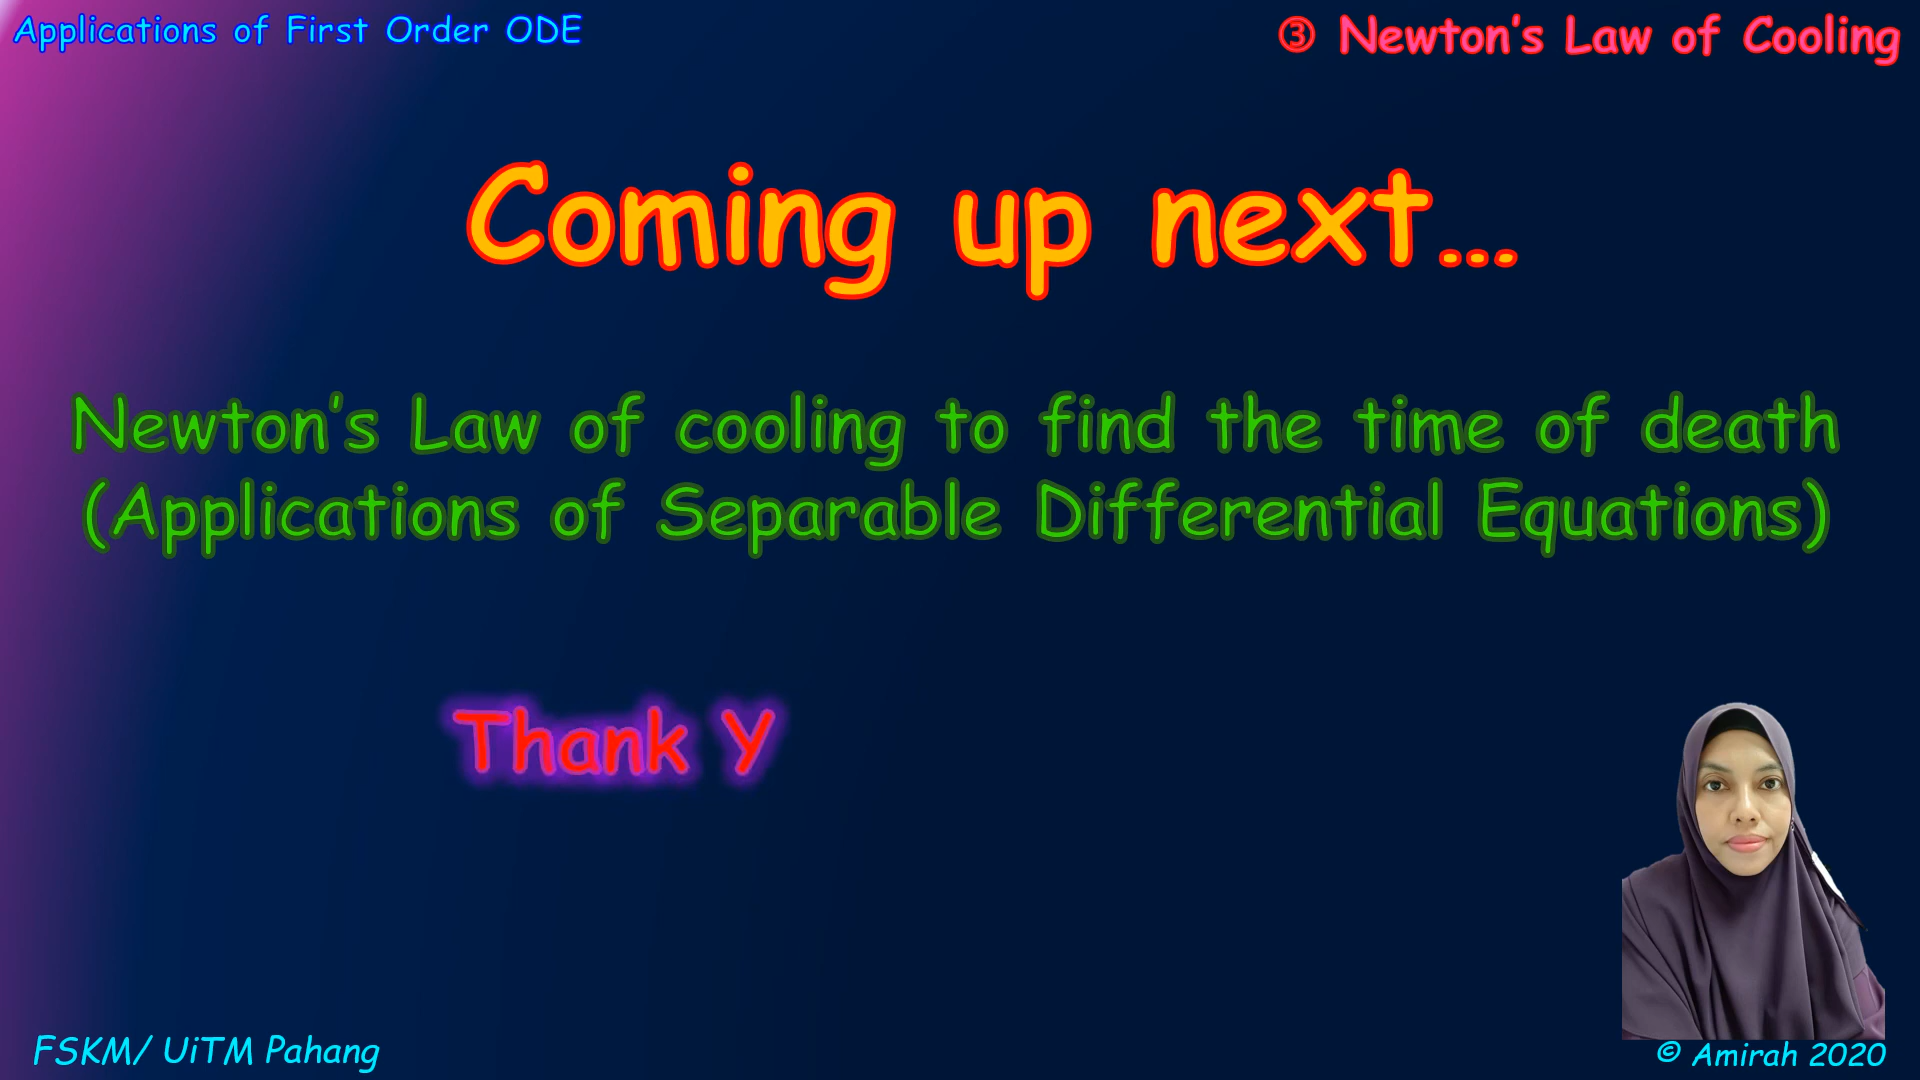 Applications of First Order ODE
③ Newton's Law of Cooling
Coming up next...
Newton's Law of cooling to find the time of death
(Applications of Separable Differential Equations)
Thank Y
FSKM/ UiTM Pahang
© Amirah 2020